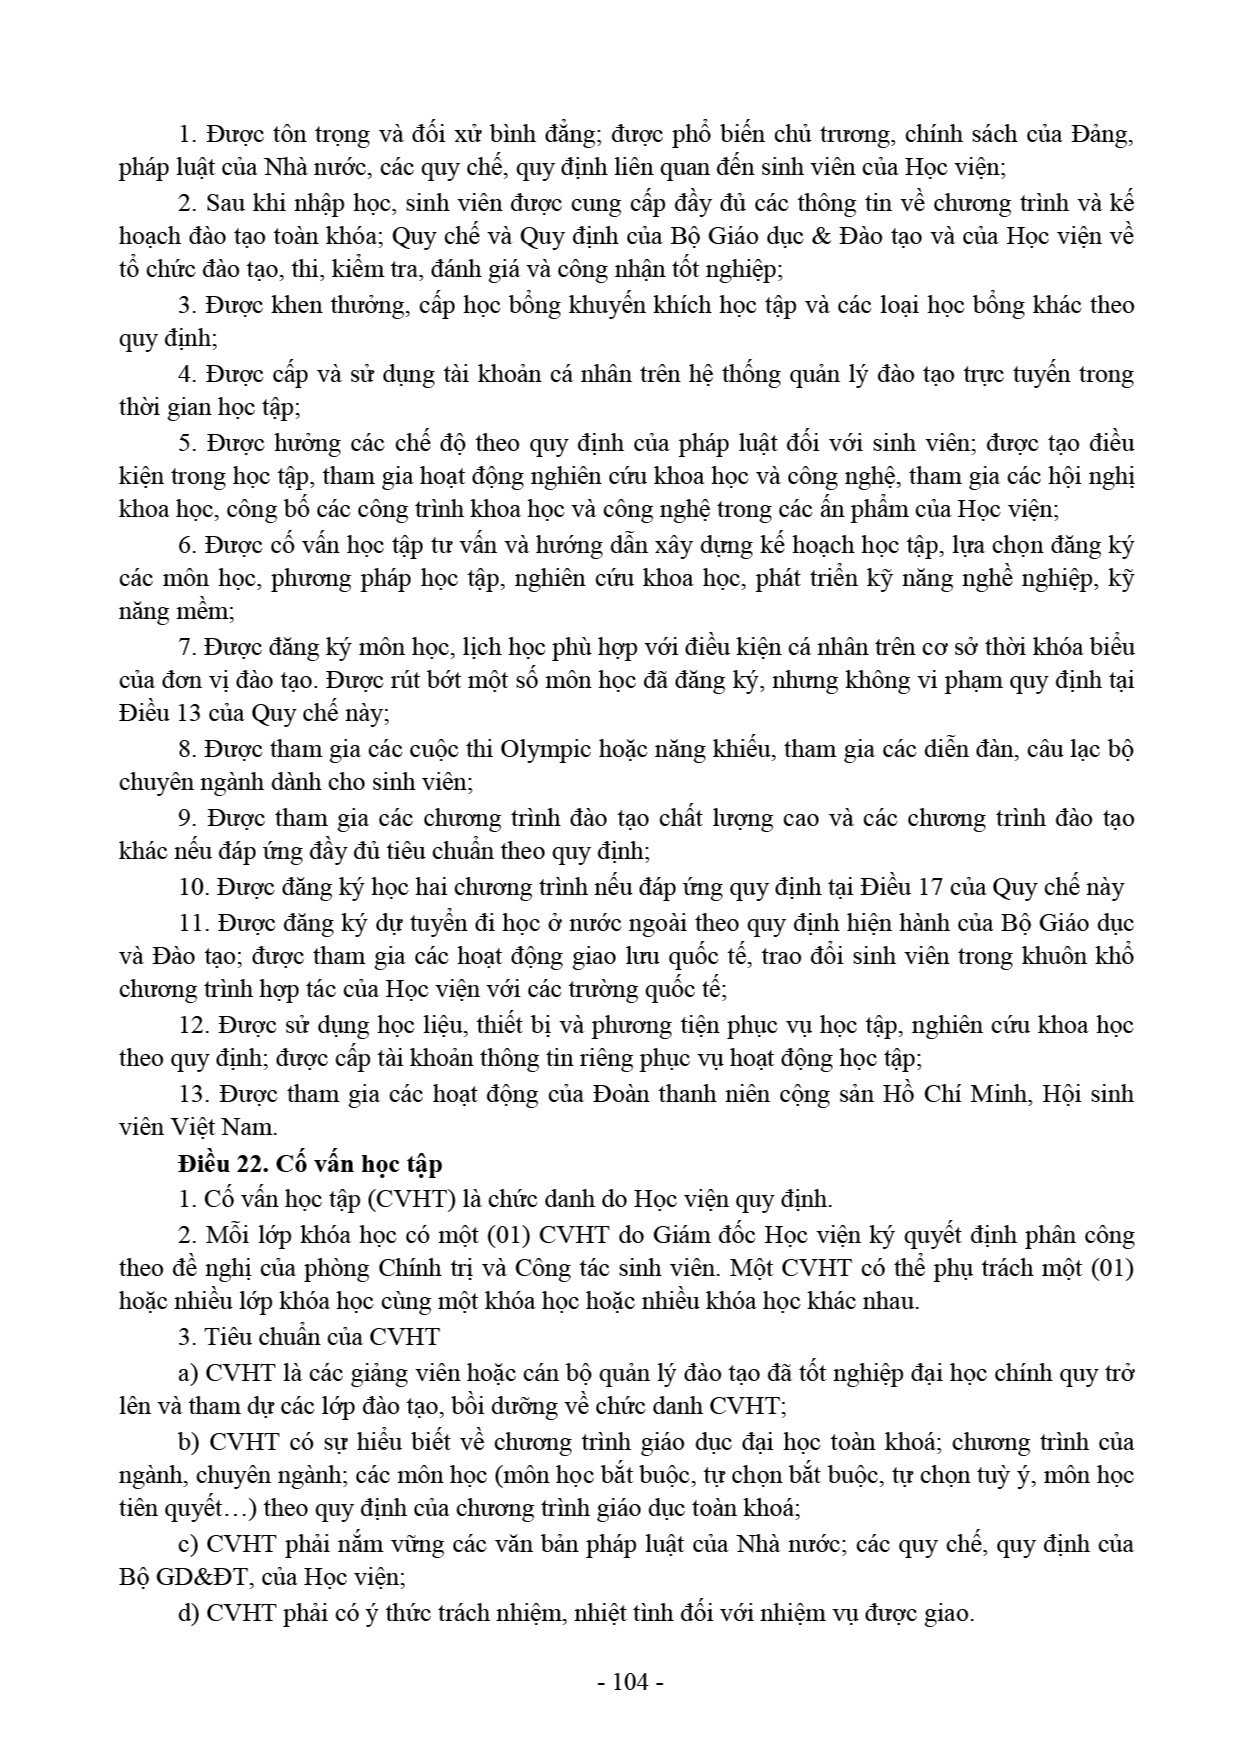 1. Được tôn trọng và đối xử bình đẳng; được phổ biến chủ trương, chính sách của Đảng,
pháp luật của Nhà nước, các quy chế, quy định liên quan đến sinh viên của Học viện;
2. Sau khi nhập học, sinh viên được cung cấp đầy đủ các thông tin về chương trình và kế
hoạch đào tạo toàn khóa; Quy chế và Quy định của Bộ Giáo dục & Đào tạo và của Học viện về
tổ chức đào tạo, thi, kiểm tra, đánh giá và công nhận tốt nghiệp;
3. Được khen thưởng, cấp học bổng khuyến khích học tập và các loại học bổng khác theo
quy định;
4. Được cấp và sử dụng tài khoản cá nhân trên hệ thống quản lý đào tạo trực tuyến trong
thời gian học tập;
5. Được hưởng các chế độ theo quy định của pháp luật đối với sinh viên; được tạo điều
kiện trong học tập, tham gia hoạt động nghiên cứu khoa học và công nghệ, tham gia các hội nghị
khoa học, công bố các công trình khoa học và công nghệ trong các ấn phẩm của Học viện;
6. Được cố vấn học tập tư vấn và hướng dẫn xây dựng kế hoạch học tập, lựa chọn đăng ký
các môn học, phương pháp học tập, nghiên cứu khoa học, phát triển kỹ năng nghề nghiệp, kỹ
năng mềm;
7. Được đăng ký môn học, lịch học phù hợp với điều kiện cá nhân trên cơ sở thời khóa biểu
của đơn vị đào tạo. Được rút bớt một số môn học đã đăng ký, nhưng không vi phạm quy định tại
Điều 13 của Quy chế này;
8. Được tham gia các cuộc thi Olympic hoặc năng khiếu, tham gia các diễn đàn, câu lạc bộ
chuyên ngành dành cho sinh viên;
9. Được tham gia các chương trình đào tạo chất lượng cao và các chương trình đào tạo
khác nếu đáp ứng đầy đủ tiêu chuẩn theo quy định;
10. Được đăng ký học hai chương trình nếu đáp ứng quy định tại Điều 17 của Quy chế này
11. Được đăng ký dự tuyển đi học ở nước ngoài theo quy định hiện hành của Bộ Giáo dục
và Đào tạo; được tham gia các hoạt động giao lưu quốc tế, trao đổi sinh viên trong khuôn khổ
chương trình hợp tác của Học viện với các trường quốc tế;
12. Được sử dụng học liệu, thiết bị và phương tiện phục vụ học tập, nghiên cứu khoa học
theo quy định; được cấp tài khoản thông tin riêng phục vụ hoạt động học tập;
13. Được tham gia các hoạt động của Đoàn thanh niên cộng sản Hồ Chí Minh, Hội sinh
viên Việt Nam.
Điều 22. Cố vấn học tập
1. Cố vấn học tập (CVHT) là chức danh do Học viện quy định.
2. Mỗi lớp khóa học có một (01) CVHT do Giám đốc Học viện ký quyết định phân công
theo đề nghị của phòng Chính trị và Công tác sinh viên. Một CVHT có thể phụ trách một (01)
hoặc nhiều lớp khóa học cùng một khóa học hoặc nhiều khóa học khác nhau.
3. Tiêu chuẩn của CVHT
a) CVHT là các giảng viên hoặc cán bộ quản lý đào tạo đã tốt nghiệp đại học chính quy trở
lên và tham dự các lớp đào tạo, bồi dưỡng về chức danh CVHT;
b) CVHT có sự hiểu biết về chương trình giáo dục đại học toàn khoá; chương trình của
ngành, chuyên ngành; các môn học (môn học bắt buộc, tự chọn bắt buộc, tự chọn tuỳ ý, môn học
tiên quyết…) theo quy định của chương trình giáo dục toàn khoá;
c) CVHT phải nắm vững các văn bản pháp luật của Nhà nước; các quy chế, quy định của
Bộ GD&ĐT, của Học viện;
d) CVHT phải có ý thức trách nhiệm, nhiệt tình đối với nhiệm vụ được giao.
- 104 -